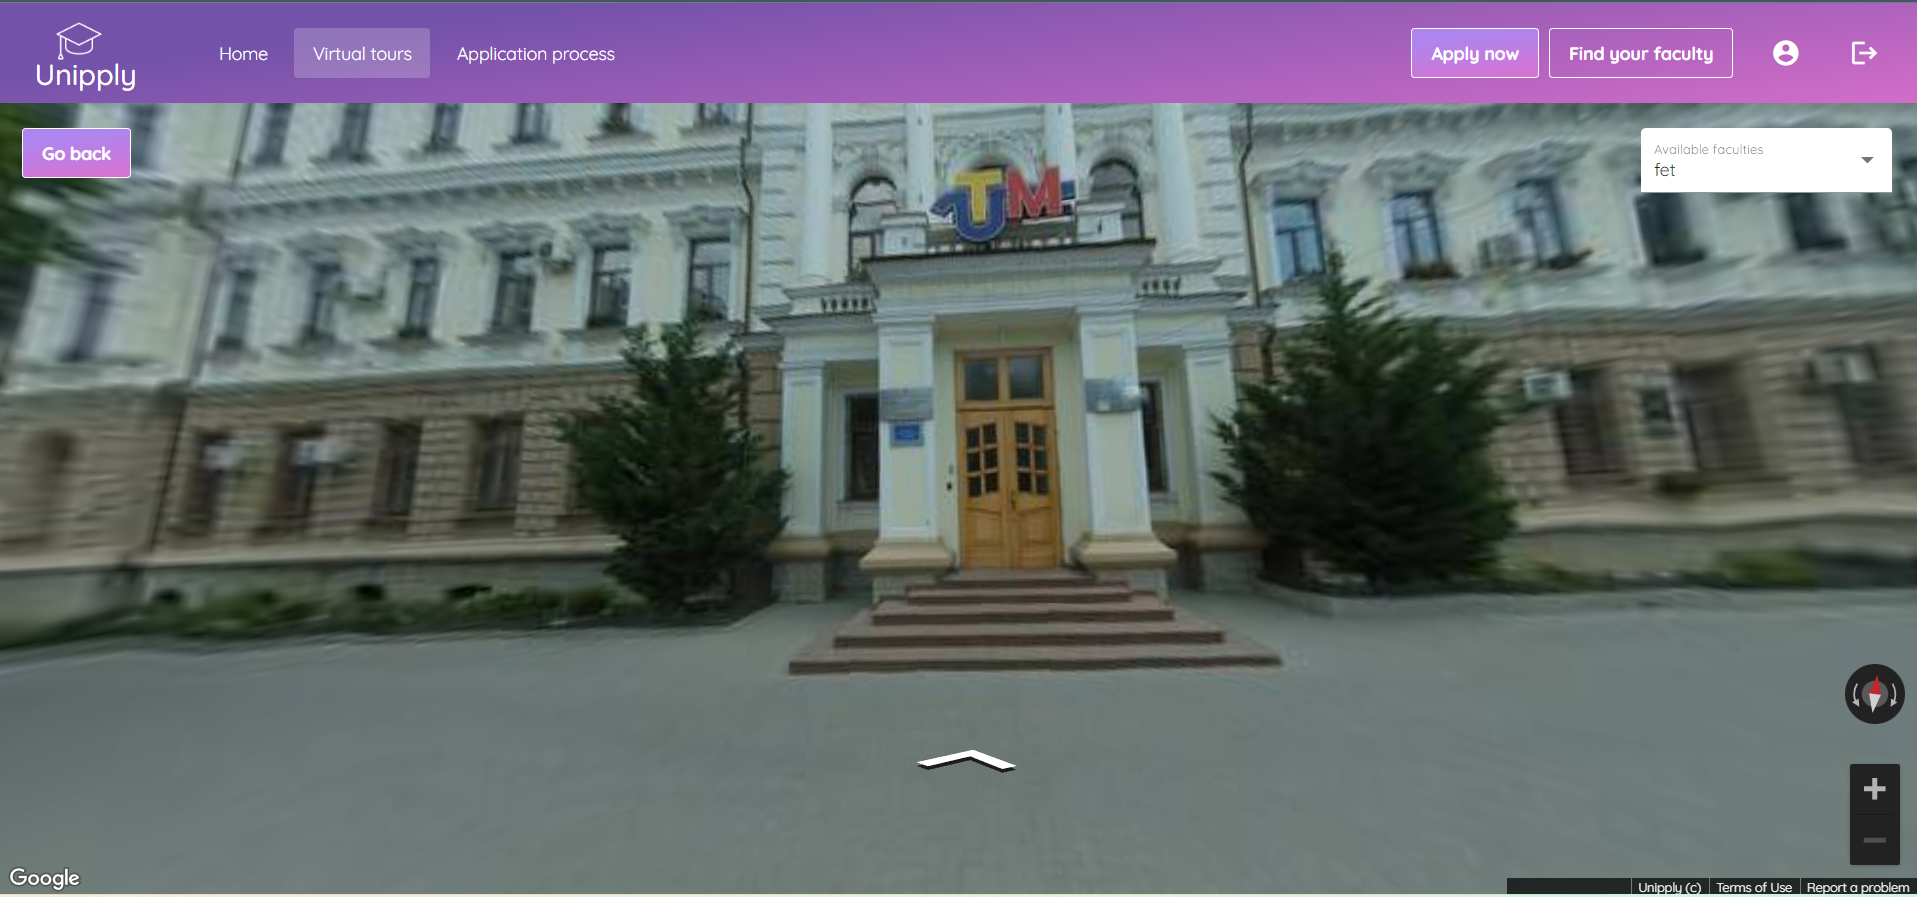 Unipply
Home
Virtual tours
Application process
Apply now
Find your faculty
Go back
Available faculties
fet
UTM
Google
Unipply (c)
Terms of Use
Report a problem